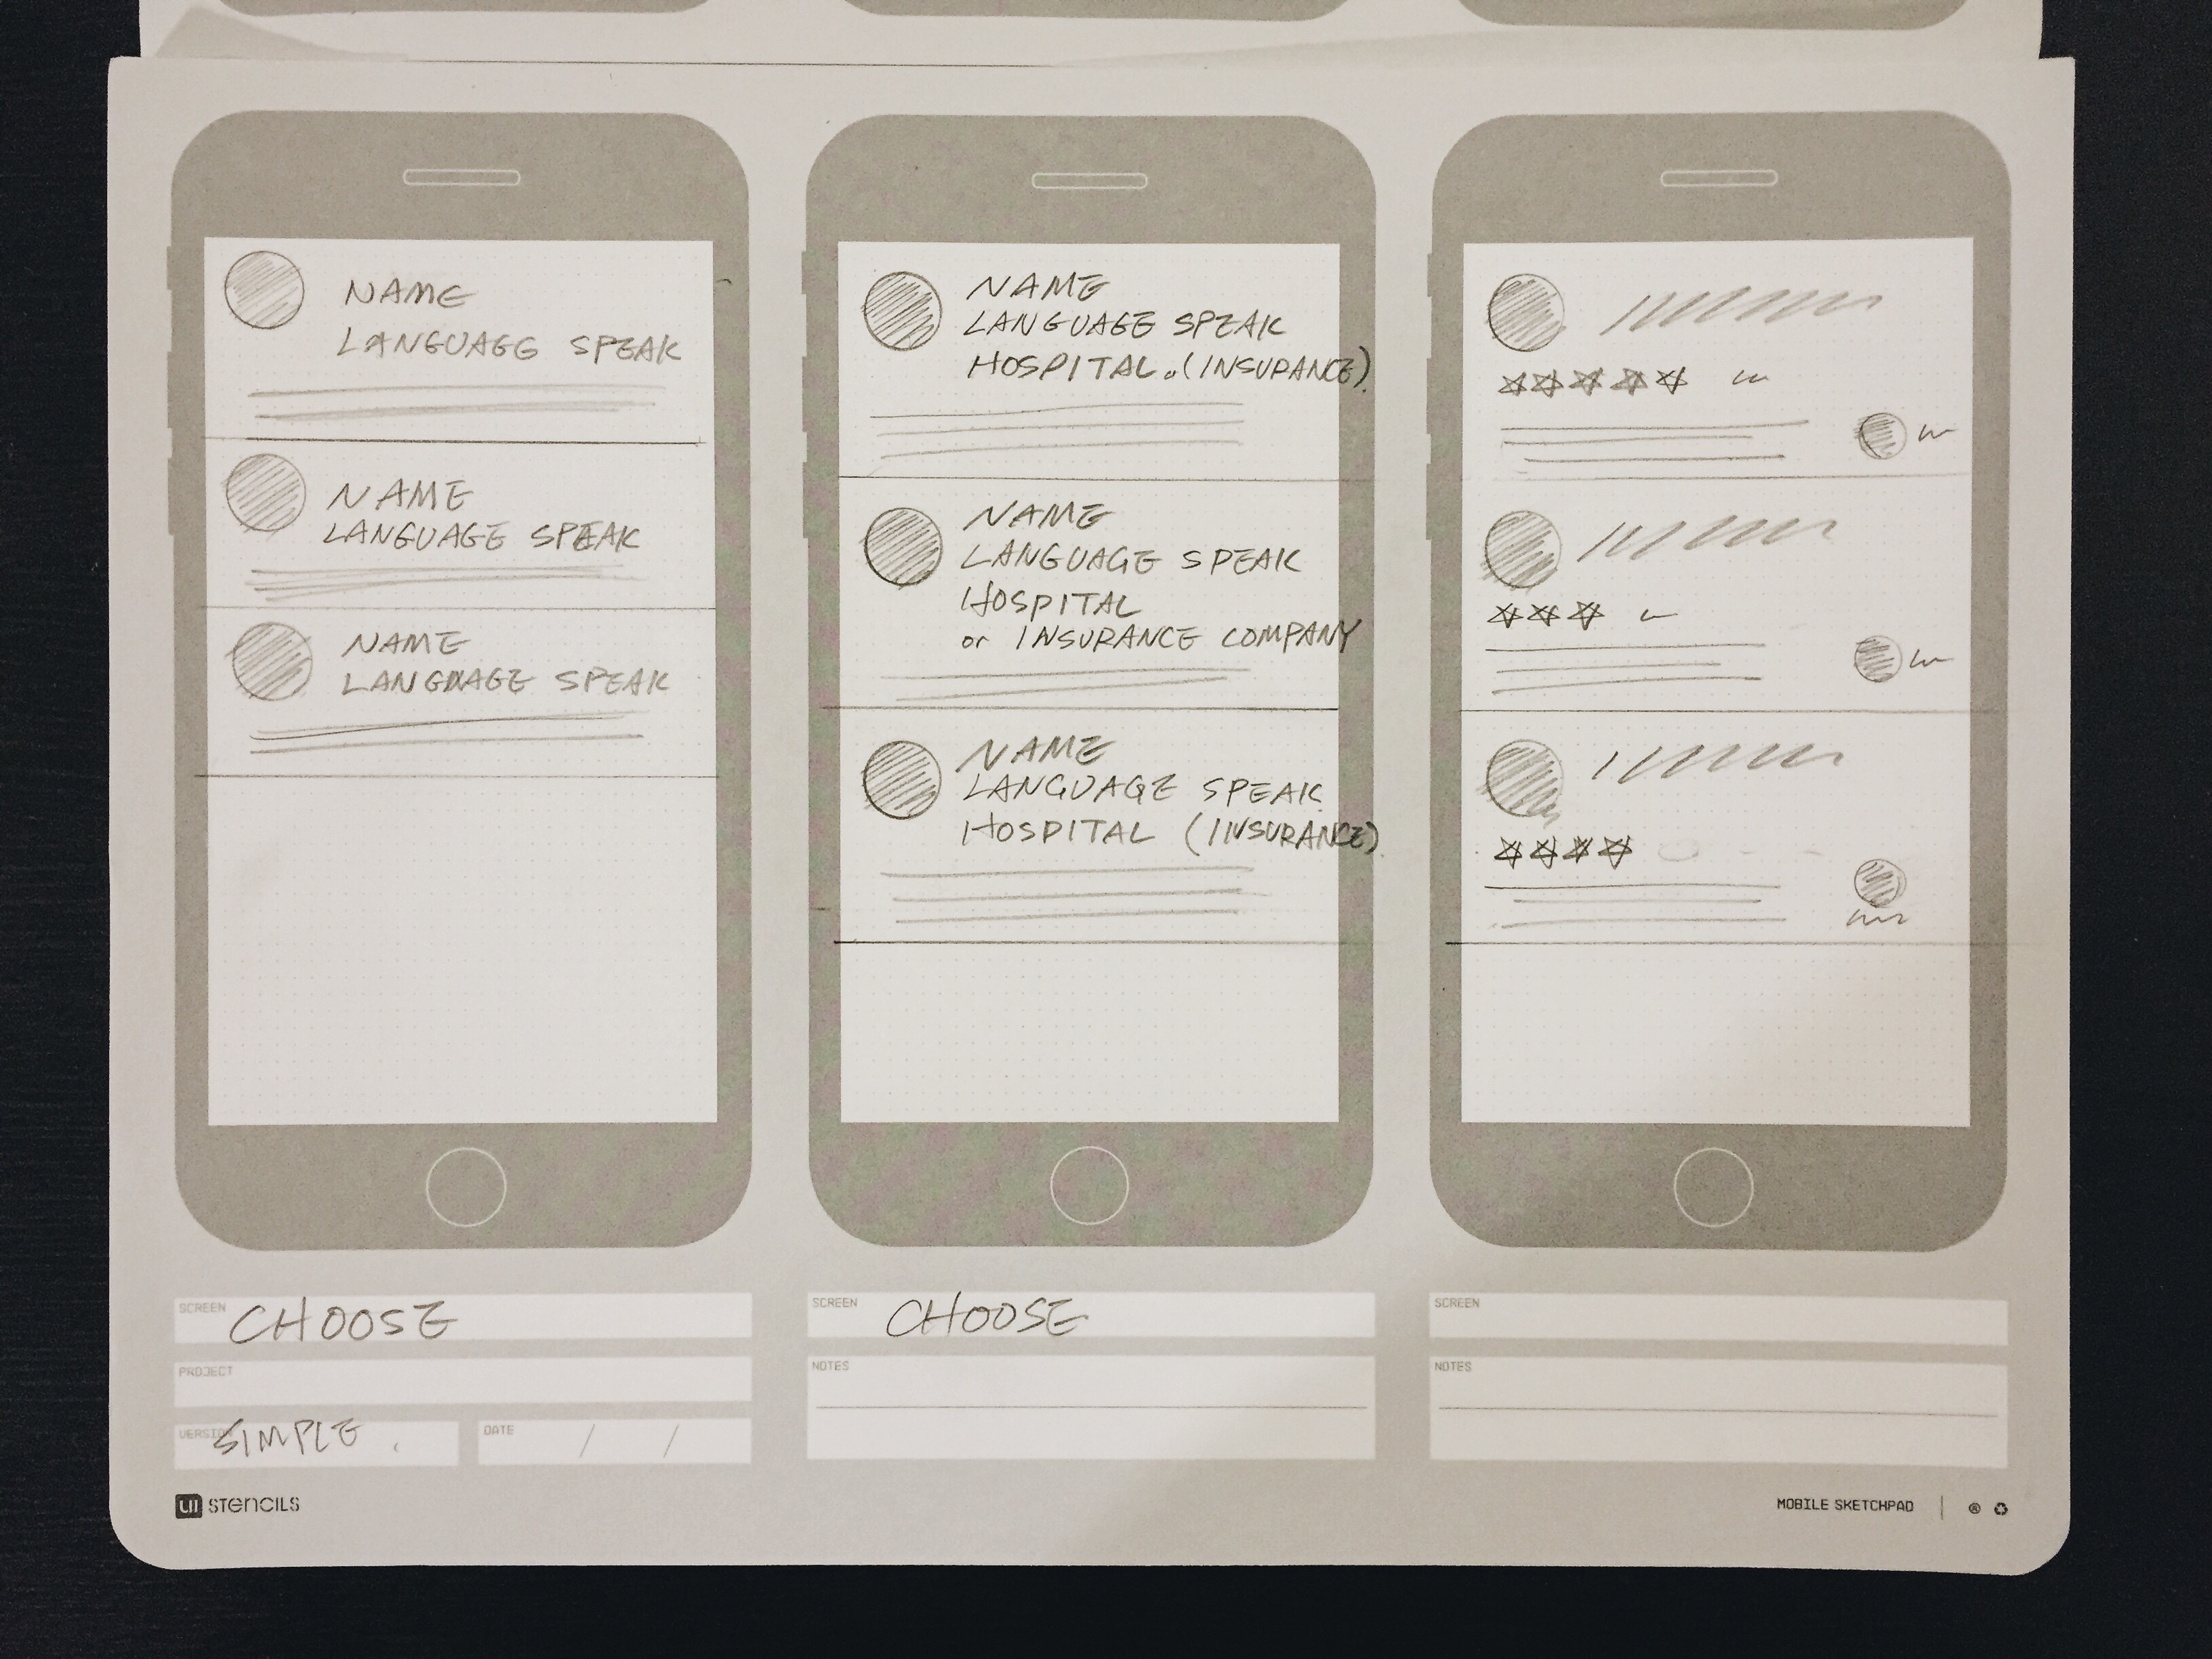 NAME
LANGUAGE SPEAK
NAME
LANGUAGE SPEAK
NAME
LANGUAGE SPEAK
NAME
LANGUAGE SPEAK
HOSPITAL. (INSURANCE)
NAME
LANGUAGE SPEAK
HOSPITAL
or INSURANCE COMPANY
NAME
LANGUAGE SPEAK
HOSPITAL (INSURANCE)
SCREEN CHOOSE
PROJECT
VERSION SIMPLE.
DATE / /
SCREEN CHOOSE
NOTES
SCREEN
NOTES
UI STENCILS
MOBILE SKETCHPAD